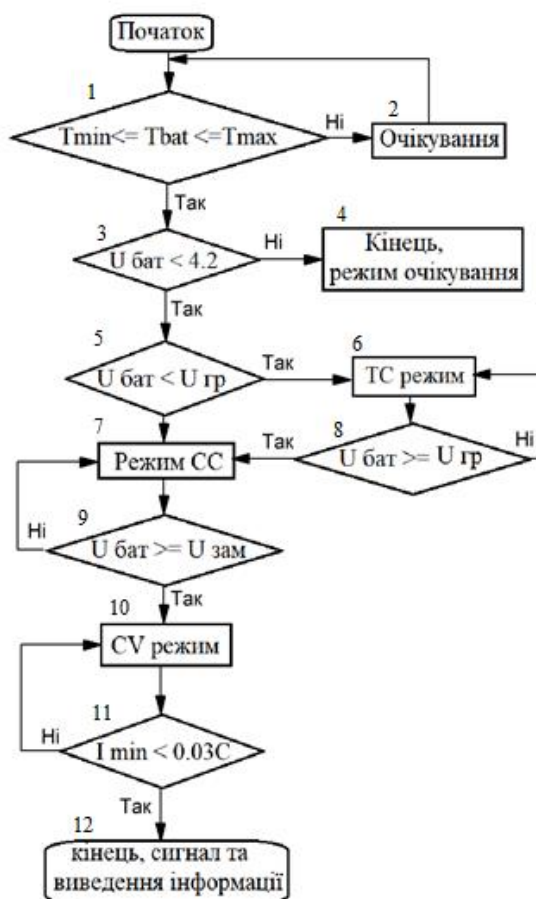 Початок
1
Tmin<= Tbat <=Tmax
Ні
2
Очікування
Так
3
U бат < 4.2
Ні
4
Кінець,
режим очікування
Так
5
U бат < U гр
Так
6
ТС режим
7
Режим СС
Так
8
U бат >= U гр
Ні
9
U бат >= U зам
Ні
Так
10
CV режим
11
I min < 0.03C
Ні
Так
12
кінець, сигнал та
виведення інформації